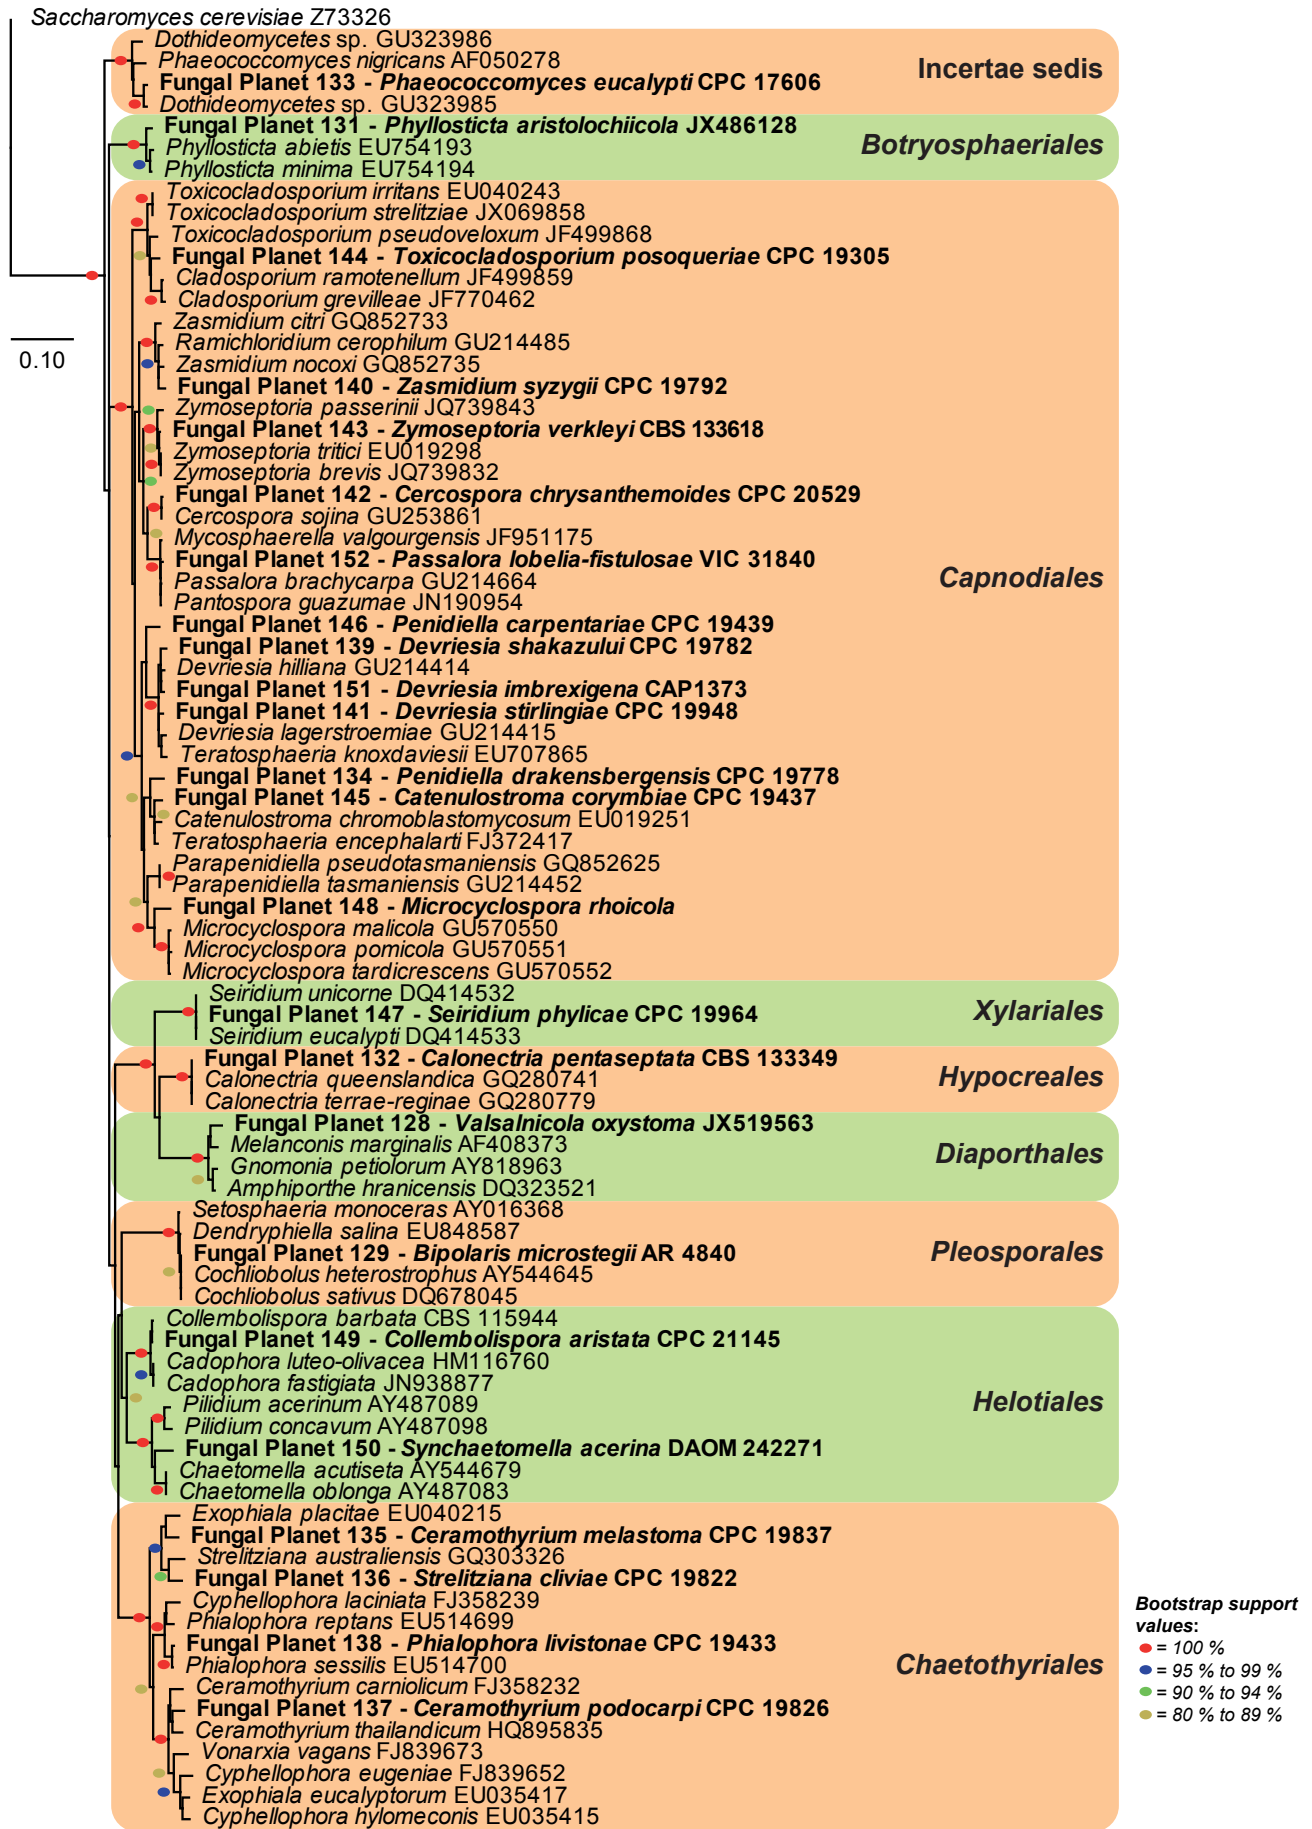 Saccharomyces cerevisiae Z73326
Dothideomycetes sp. GU323986
Phaeococcomyces nigricans AF050278
Fungal Planet 133 - Phaeococcomyces eucalypti CPC 17606
Dothideomycetes sp. GU323985
Incertae sedis
Fungal Planet 131 - Phyllosticta aristolochiicola JX486128
Phyllosticta abietis EU754193
Phyllosticta minima EU754194
Botryosphaeriales
Toxicocladosporium irritans EU040243
Toxicocladosporium strelitziae JX069858
Toxicocladosporium pseudoveloxum JF499868
Fungal Planet 144 - Toxicocladosporium posoqueriae CPC 19305
Cladosporium ramotenellum JF499859
Cladosporium grevilleae JF770462
Zasmidium citri GQ852733
Ramichloridium cerophilum GU214485
Zasmidium nocoxi GQ852735
Fungal Planet 140 - Zasmidium syzygii CPC 19792
Zymoseptoria passerinii JQ739843
Fungal Planet 143 - Zymoseptoria verkleyi CBS 133618
Zymoseptoria tritici EU019298
Zymoseptoria brevis JQ739832
Fungal Planet 142 - Cercospora chrysanthemoides CPC 20529
Cercospora sojina GU253861
Mycosphaerella valgourgensis JF951175
Fungal Planet 152 - Passalora lobelia-fistulosae VIC 31840
Passalora brachycarpa GU214664
Pantospora guazumae JN190954
Fungal Planet 146 - Penidiella carpentariae CPC 19439
Fungal Planet 139 - Devriesia shakazului CPC 19782
Devriesia hilliana GU214414
Fungal Planet 151 - Devriesia imbrexigena CAP1373
Fungal Planet 141 - Devriesia stirlingiae CPC 19948
Devriesia lagerstroemiae GU214415
Teratosphaeria knoxdaviesii EU707865
Fungal Planet 134 - Penidiella drakensbergensis CPC 19778
Fungal Planet 145 - Catenulostroma corymbiae CPC 19437
Catenulostroma chromoblastomycosum EU019251
Teratosphaeria encephalarti FJ372417
Parapenidiella pseudotasmaniensis GQ852625
Parapenidiella tasmaniensis GU214452
Fungal Planet 148 - Microcyclospora rhoicola
Microcyclospora malicola GU570550
Microcyclospora pomicola GU570551
Microcyclospora tardicrescens GU570552
Capnodiales
Seiridium unicorne DQ414532
Fungal Planet 147 - Seiridium phylicae CPC 19964
Seiridium eucalypti DQ414533
Xylariales
Fungal Planet 132 - Calonectria pentaseptata CBS 133349
Calonectria queenslandica GQ280741
Calonectria terrae-reginae GQ280779
Hypocreales
Fungal Planet 128 - Valsalnicola oxystoma JX519563
Melanconis marginalis AF408373
Gnomonia petiolorum AY818963
Amphiporthe hranicensis DQ323521
Diaporthales
Setosphaeria monoceras AY016368
Dendryphiella salina EU848587
Fungal Planet 129 - Bipolaris microstegii AR 4840
Cochliobolus heterostrophus AY544645
Cochliobolus sativus DQ678045
Pleosporales
Collembolispora barbata CBS 115944
Fungal Planet 149 - Collembolispora aristata CPC 21145
Cadophora luteo-olivacea HM116760
Cadophora fastigiata JN938877
Pilidium acerinum AY487089
Pilidium concavum AY487098
Fungal Planet 150 - Synchaetomella acerina DAOM 242271
Chaetomella acutiseta AY544679
Chaetomella oblonga AY487083
Helotiales
Exophiala placitae EU040215
Fungal Planet 135 - Ceramothyrium melastoma CPC 19837
Strelitziana australiensis GQ303326
Fungal Planet 136 - Strelitziana cliviae CPC 19822
Cyphellophora laciniata FJ358239
Phialophora reptans EU514699
Fungal Planet 138 - Phialophora livistonae CPC 19433
Phialophora sessilis EU514700
Ceramothyrium carniolicum FJ358232
Fungal Planet 137 - Ceramothyrium podocarpi CPC 19826
Ceramothyrium thailandicum HQ895835
Vonarxia vagans FJ839673
Cyphellophora eugeniae FJ839652
Exophiala eucalyptorum EU035417
Cyphellophora hylomeconis EU035415
Chaetothyriales
0.10
Bootstrap support
values:
= 100 %
= 95 % to 99 %
= 90 % to 94 %
= 80 % to 89 %